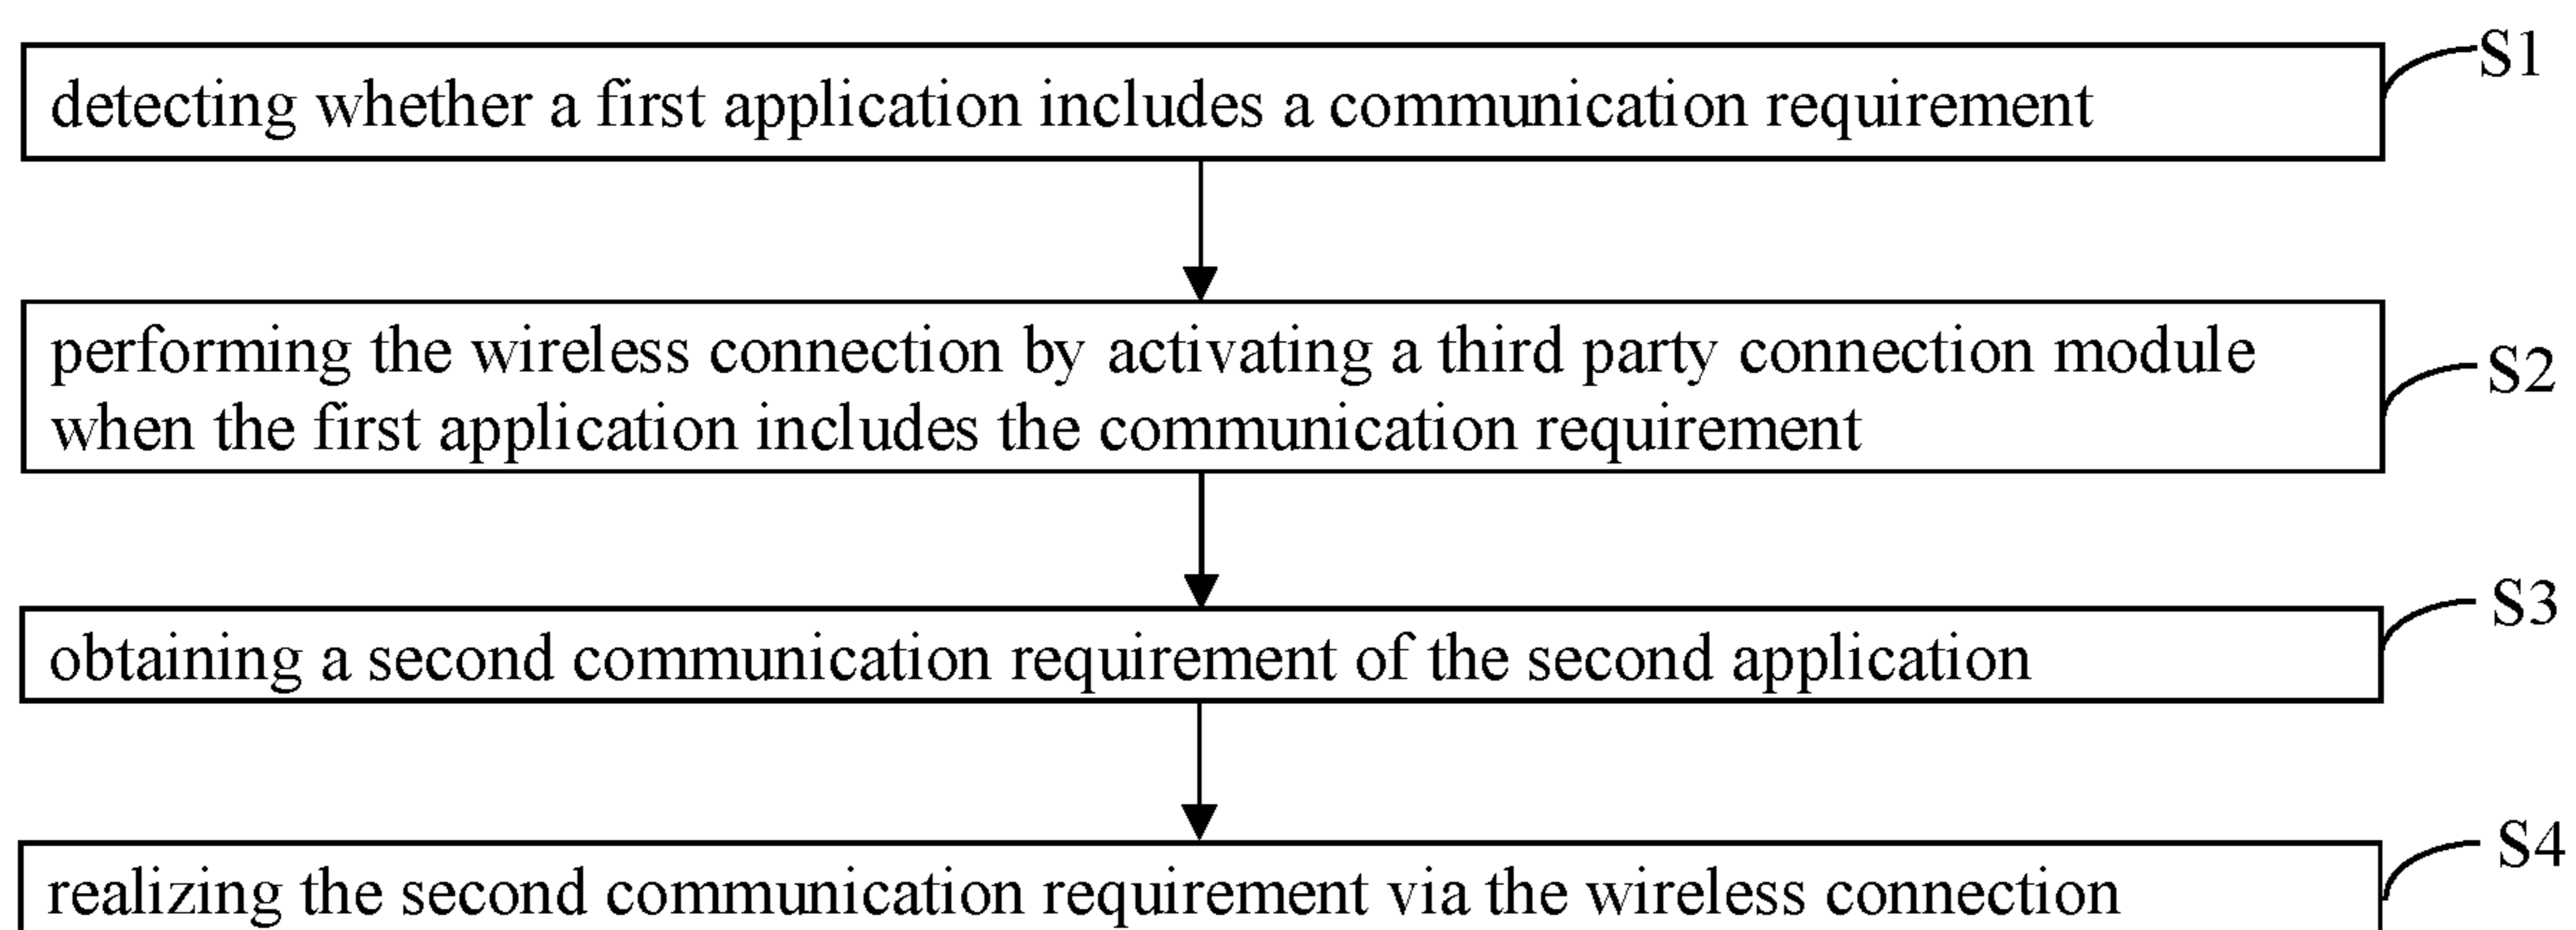 detecting whether a first application includes a communication requirement
S1
performing the wireless connection by activating a third party connection module
when the first application includes the communication requirement
S2
obtaining a second communication requirement of the second application
S3
realizing the second communication requirement via the wireless connection
S4